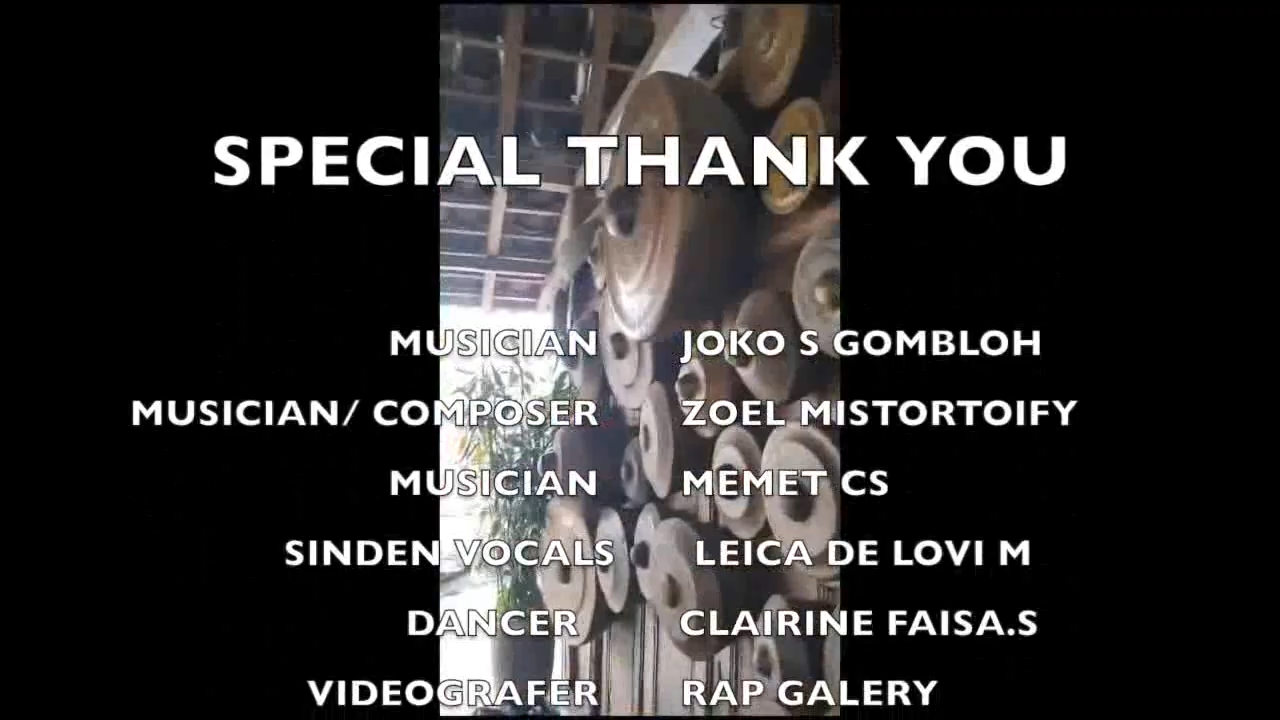 SPECIAL THANK YOU
MUSICIAN JOKO S GOMBLOH
MUSICIAN/ COMPOSER ZOEL MISTORTOIFY
MUSICIAN MEMET CS
SINDEN VOCALS LEICA DE LOVI M
DANCER CLAIRINE FAISA.S
VIDEOGRAFER RAP GALERY